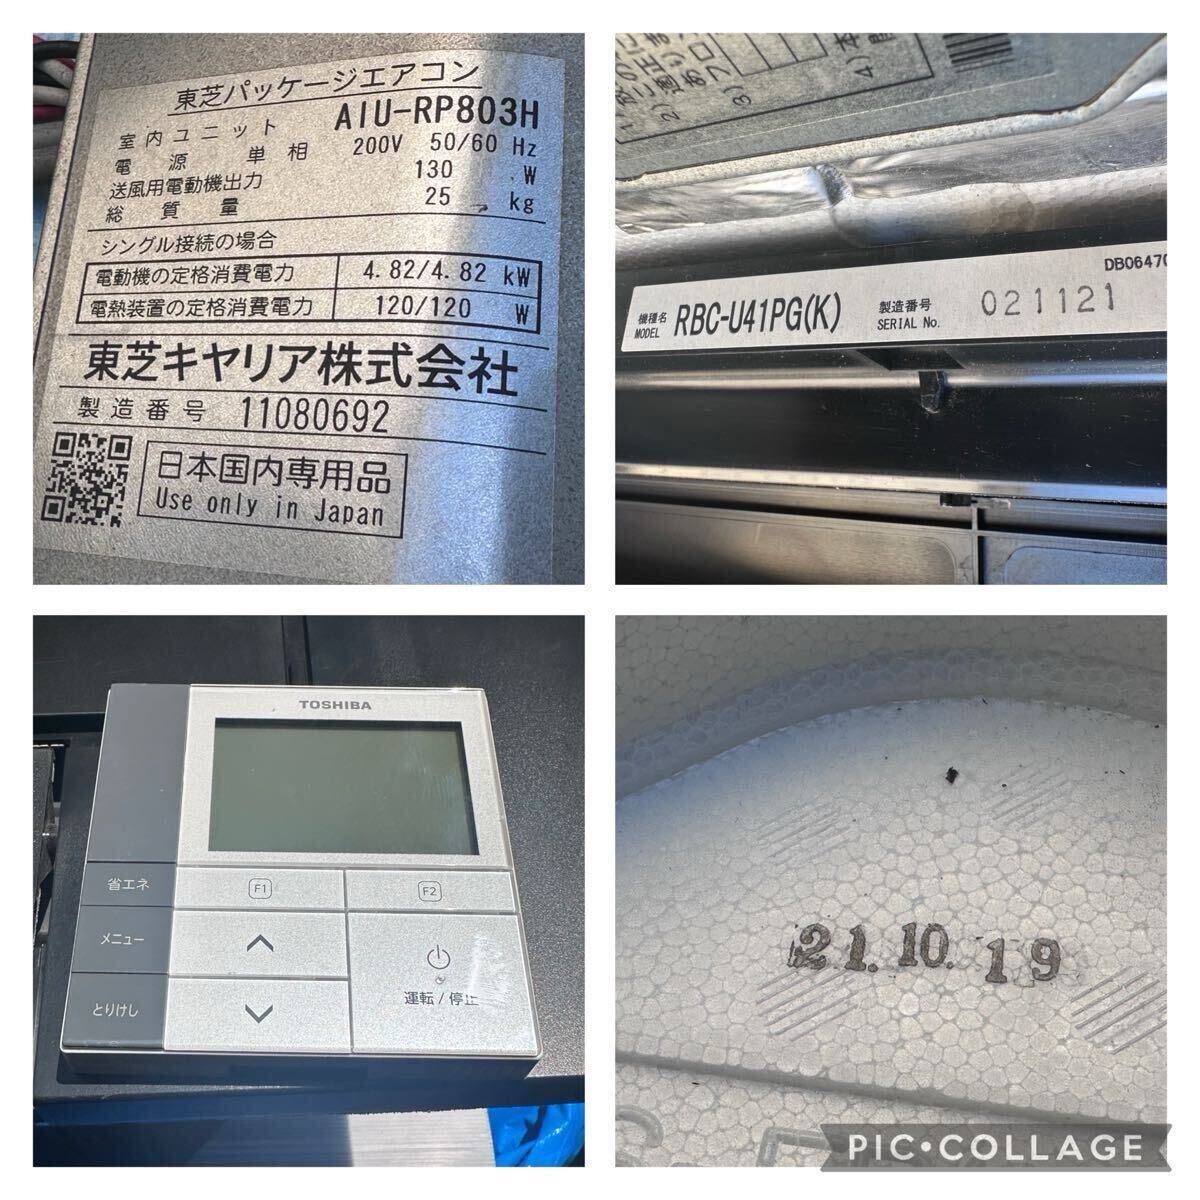 東芝パッケージエアコン
室内ユニット AIU-RP803H
電源 単相 200V 50/60 Hz
送風用電動機出力 130 W
総質量 25 kg
シングル接続の場合
電動機の定格消費電力 4.82/4.82 kW
電熱装置の定格消費電力 120/120 W
東芝キヤリア株式会社
製造番号 11080692
日本国内専用品
Use only in Japan
3)
4)
DB06470
機種名
MODEL RBC-U41PG(K)
製造番号
SERIAL No. 021121
TOSHIBA
省エネ F1 F2
メニュー
運転/停止
とりけし
21.10.19
PIC•COLLAGE